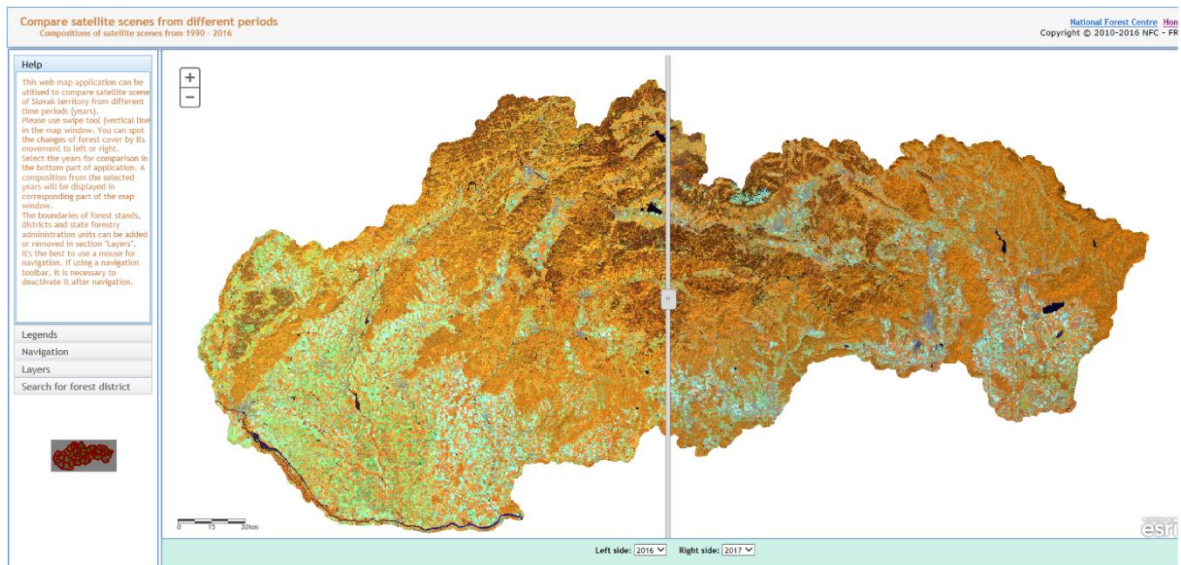 Compare satellite scenes from different periods
Compositions of satellite scenes from 1990 - 2016
National Forest Centre Hom
Copyright © 2010-2016 NFC - FR
Help
This web map application can be
utilised to compare satellite scene
of Slovak territory from different
time periods (years).
Please use swipe tool (vertical line
in the map window. You can spot
the changes of forest cover by its
movement to left or right.
Select the years for comparison in
the bottom part of application. A
composition from the selected
years will be displayed in
corresponding part of the map
window.
The boundaries of forest stands,
districts and state forestry
administration units can be added
or removed in section "Layers".
It's the best to use a mouse for
navigation. If using a navigation
toolbar, it is necessary to
deactivate it after navigation.
Legends
Navigation
Layers
Search for forest district
+
−
0 15 30km
esri
Left side: 2016 Right side: 2017